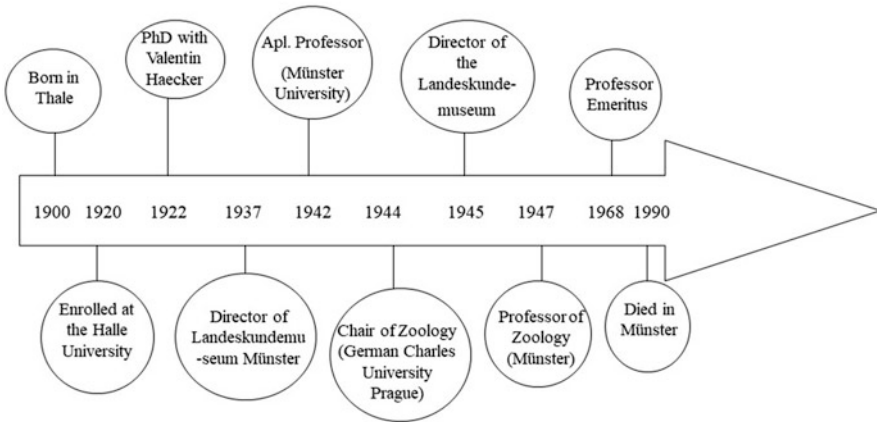 Born in
Thale
PhD with
Valentin
Haecker
Apl. Professor
(Münster
University)
Director of
the
Landeskunde-
museum
Professor
Emeritus
1900 1920 1922 1937 1942 1944 1945 1947 1968 1990
Enrolled at
the Halle
University
Director of
Landeskundemu
-seum Münster
Chair of Zoology
(German Charles
University
Prague)
Professor of
Zoology
(Münster)
Died in
Münster